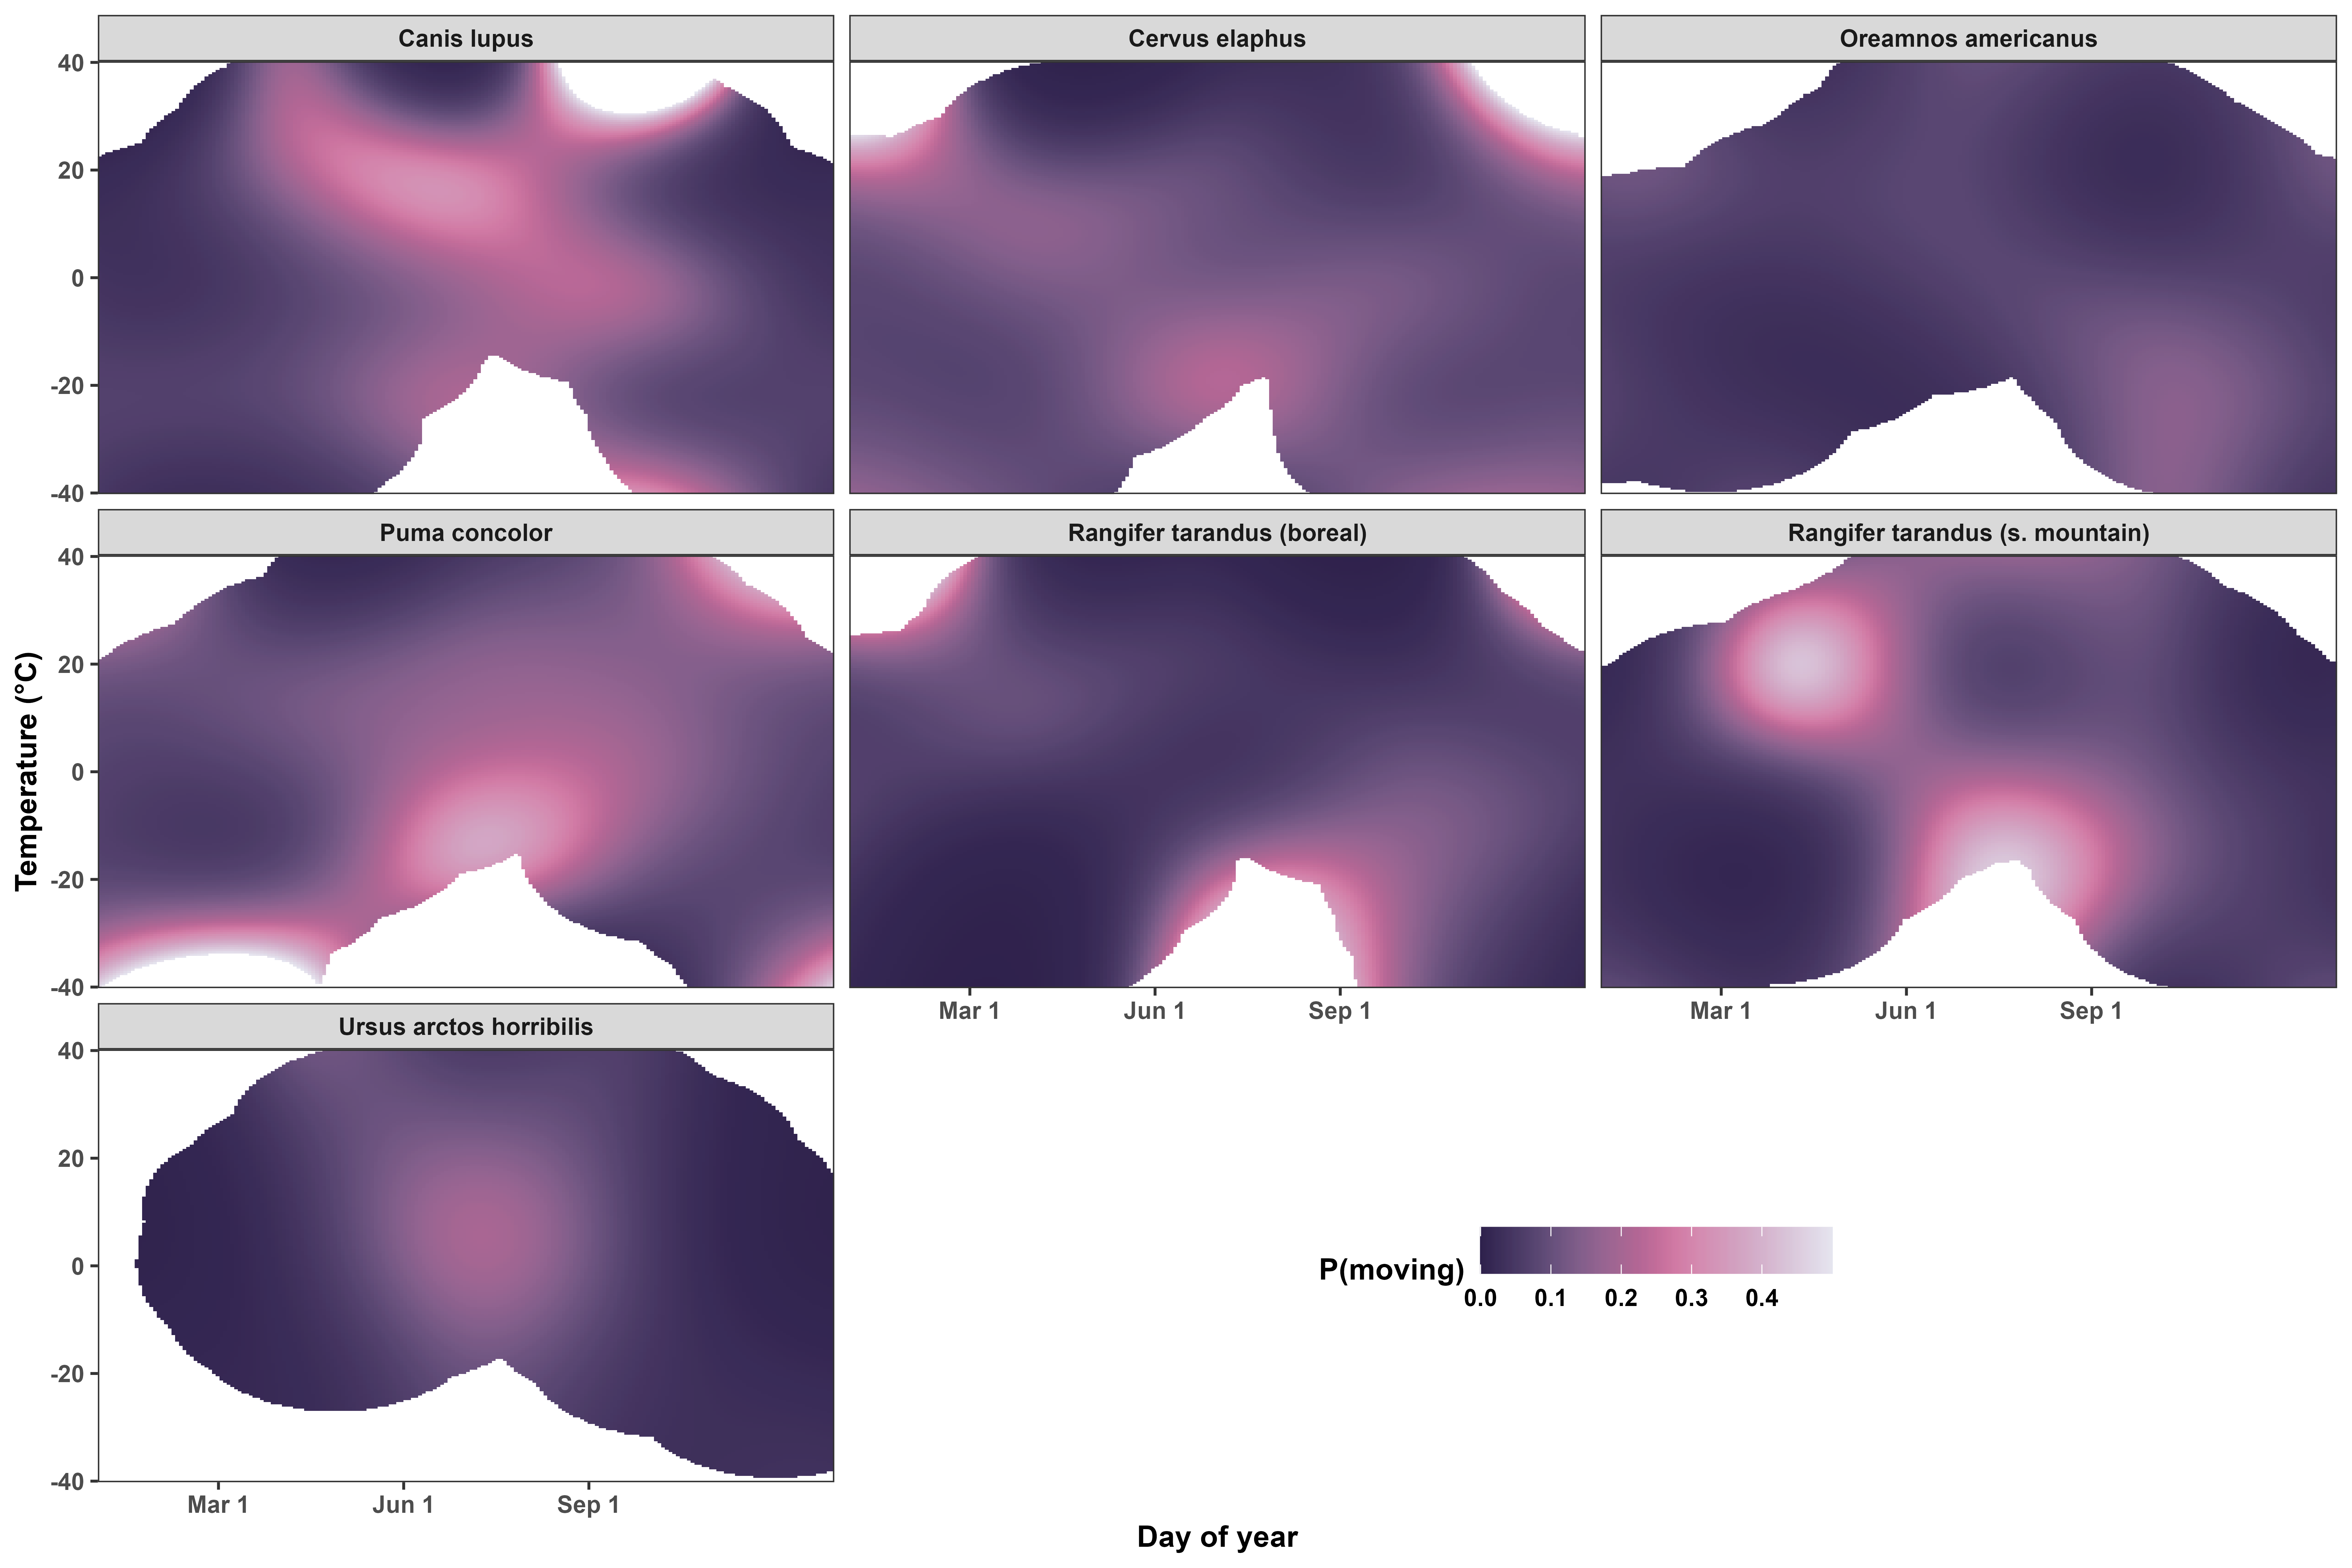 Canis lupus
Cervus elaphus
Oreamnos americanus
40
20
0
-20
-40
Puma concolor
Rangifer tarandus (boreal)
Rangifer tarandus (s. mountain)
40
20
0
-20
-40
Mar 1 Jun 1 Sep 1
Mar 1 Jun 1 Sep 1
Temperature (°C)
Ursus arctos horribilis
40
20
0
-20
-40
Mar 1 Jun 1 Sep 1
P(moving)
0.0 0.1 0.2 0.3 0.4
Day of year